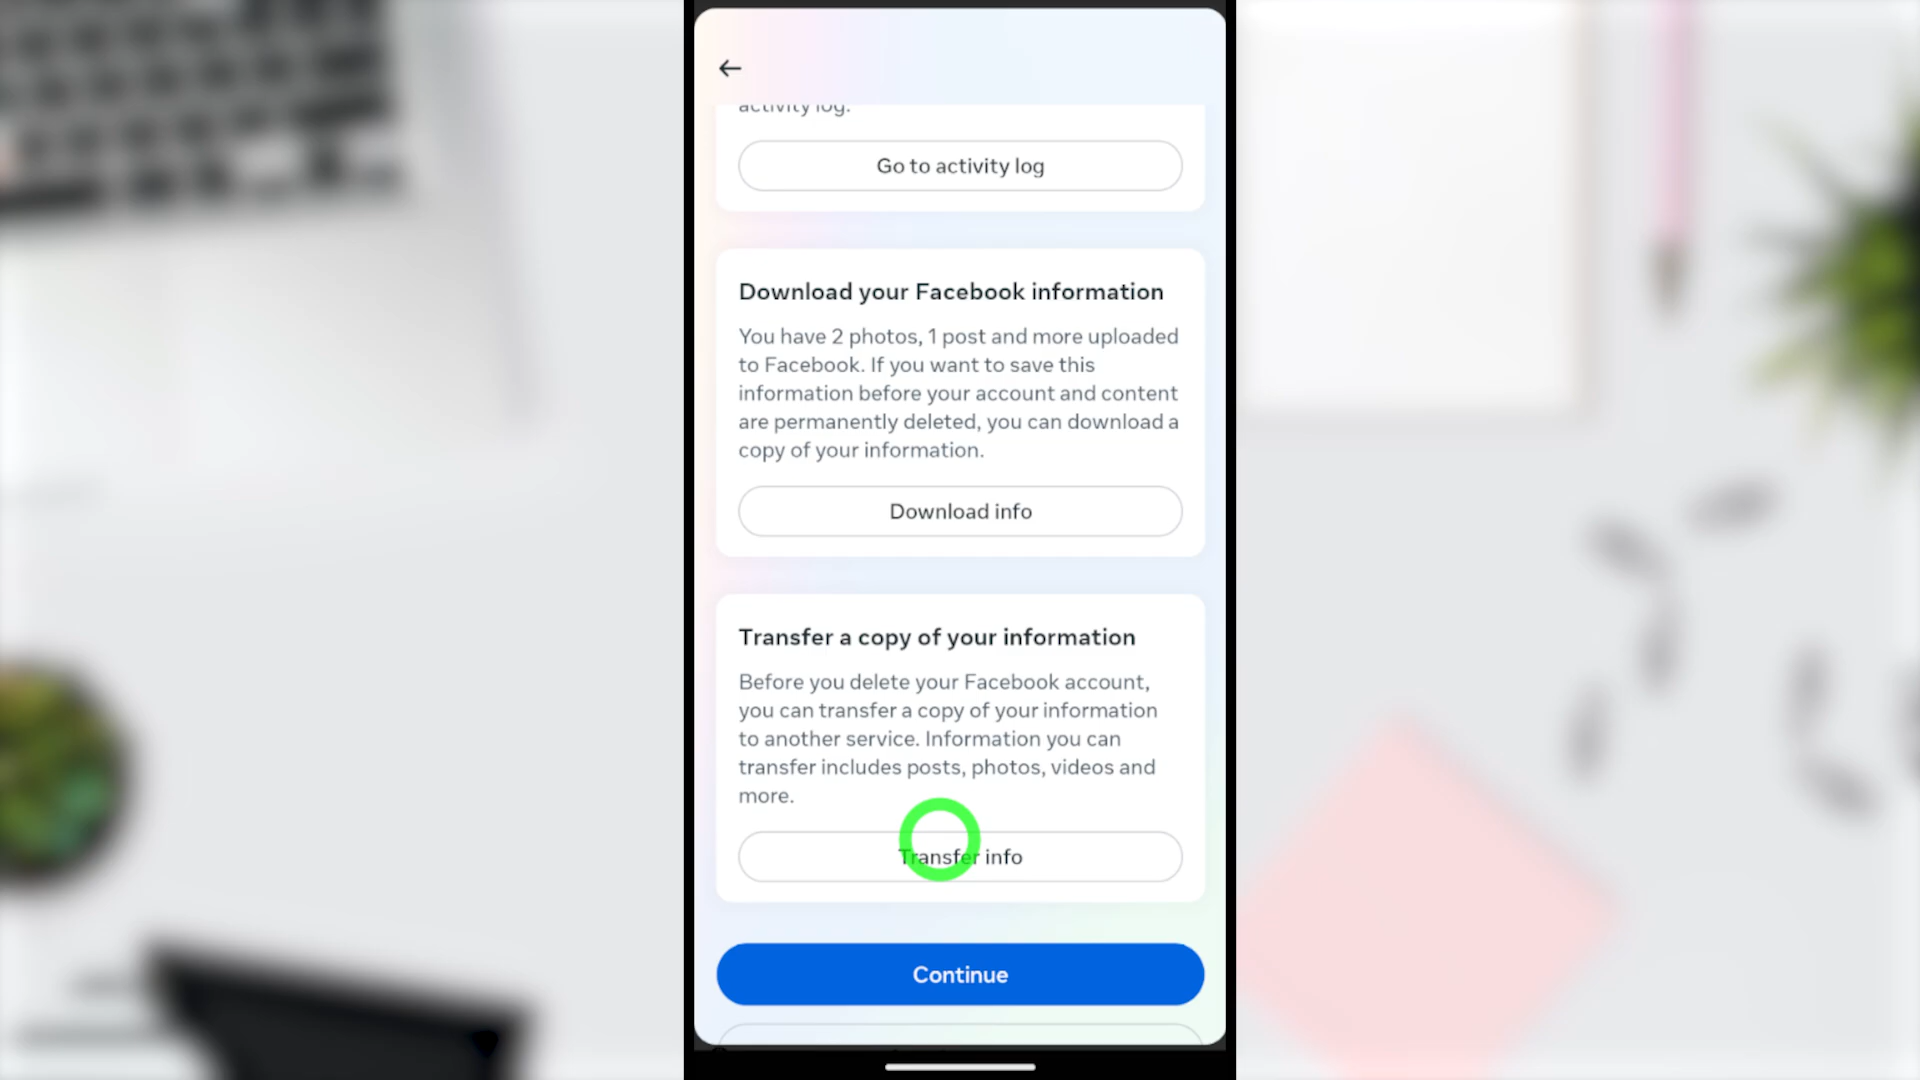 activity log.
Go to activity log
Download your Facebook information
You have 2 photos, 1 post and more uploaded
to Facebook. If you want to save this
information before your account and content
are permanently deleted, you can download a
copy of your information.
Download info
Transfer a copy of your information
Before you delete your Facebook account,
you can transfer a copy of your information
to another service. Information you can
transfer includes posts, photos, videos and
more.
Transfer info
Continue